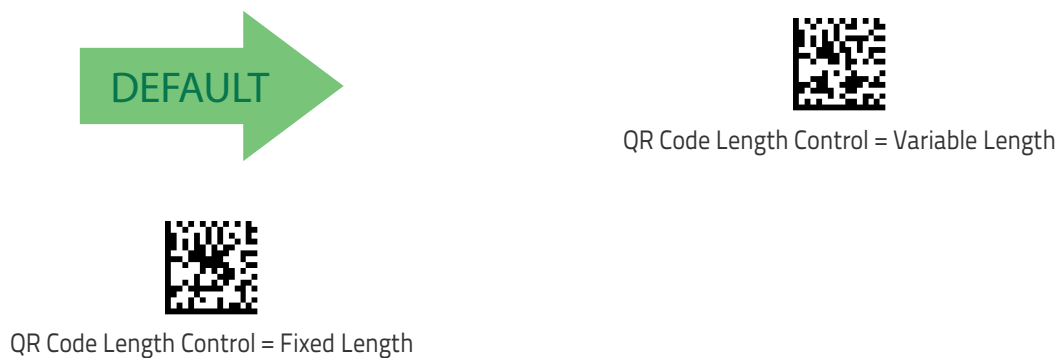 DEFAULT
QR Code Length Control = Variable Length
QR Code Length Control = Fixed Length